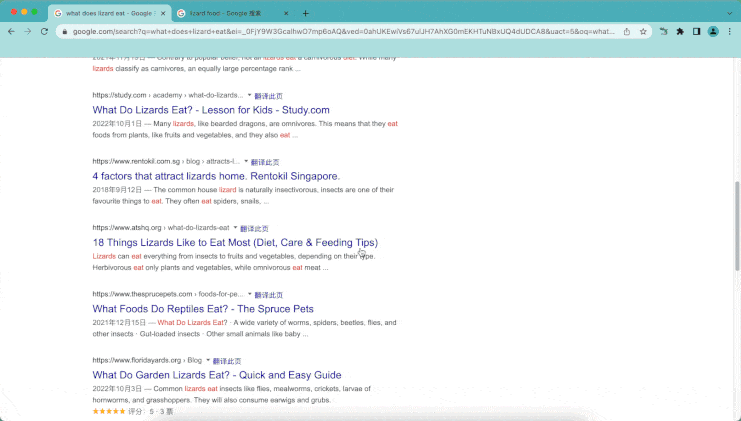 what does lizard eat - Google
lizard food - Google 搜索
google.com/search?q=what+does+lizard+eat&ei=_0FjY9W3GcalhwO7mp6oAQ&ved=0ahUKEwiVs67ulJH7AhXG0mEKHTuNBxUQ4dUDCA8&uact=5&oq=what...
lizards classify as carnivores, an equally large percentage rank ...
https://study.com › academy › what-do-lizards... 翻译此页
What Do Lizards Eat? - Lesson for Kids - Study.com
2022年10月1日 — Many lizards, like bearded dragons, are omnivores. This means that they eat
foods from plants, like fruits and vegetables, and they also eat ...
https://www.rentokil.com.sg › blog › attracts-l... 翻译此页
4 factors that attract lizards home. Rentokil Singapore.
2018年9月12日 — The common house lizard is naturally insectivorous, insects are one of their
favourite things to eat. They often eat spiders, snails, ...
https://www.atshq.org › what-do-lizards-eat 翻译此页
18 Things Lizards Like to Eat Most (Diet, Care & Feeding Tips)
Lizards can eat everything from insects to fruits and vegetables, depending on their type.
Herbivorous eat only plants and vegetables, while omnivorous eat meat ...
https://www.thesprucepets.com › foods-for-pe... 翻译此页
What Foods Do Reptiles Eat? - The Spruce Pets
2021年12月15日 — What Do Lizards Eat? · A wide variety of worms, spiders, beetles, flies, and
other insects · Gut-loaded insects · Other small animals like baby ...
https://www.floridayards.org › Blog 翻译此页
What Do Garden Lizards Eat? - Quick and Easy Guide
2022年10月3日 — Common lizards eat insects like flies, mealworms, crickets, larvae of
hornworms, and grasshoppers. They will also consume earwigs and grubs.
★★★★★ 评分：5 · 3 票